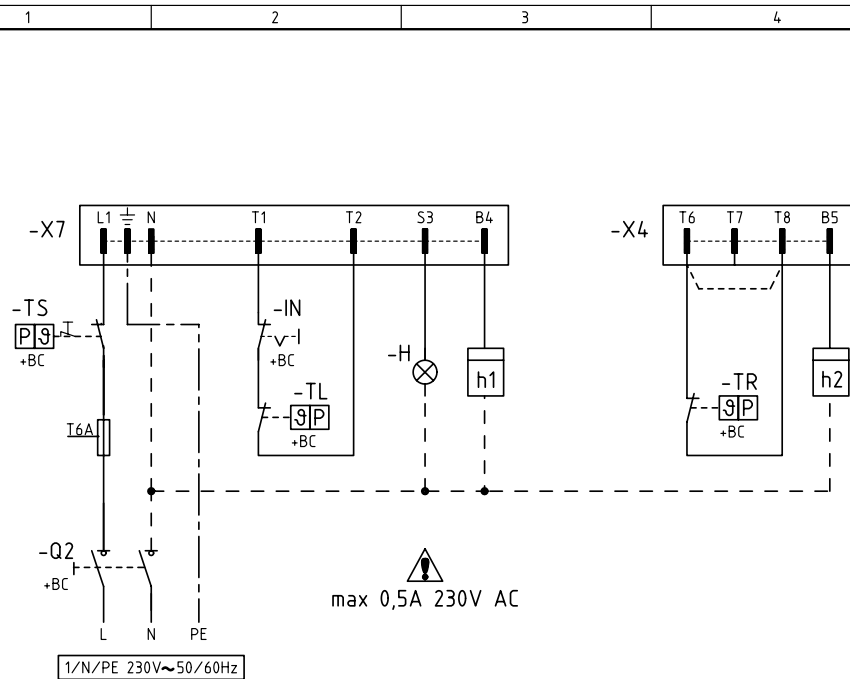 1 2 3 4
L1 N T1 T2 S3 B4
T6 T7 T8 B5
-X7
-X4
-TS
P ϑ
+BC
-IN
+BC
-H
h1
h2
-TL
ϑ P
+BC
-TR
ϑ P
+BC
T6A
-Q2
+BC
max 0,5A 230V AC
L N PE
1/N/PE 230V~50/60Hz